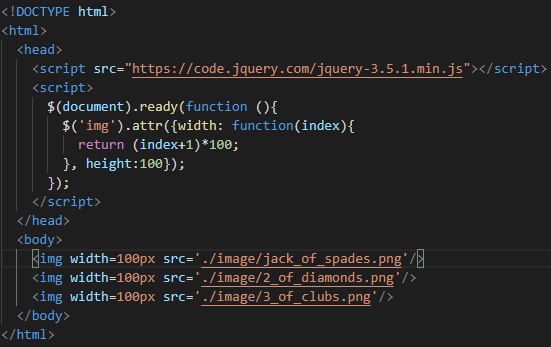 <!DOCTYPE html>
<html>
<head>
<script src="https://code.jquery.com/jquery-3.5.1.min.js"></script>
<script>
$(document).ready(function (){
$('img').attr({width: function(index){
return (index+1)*100;
}, height:100});
});
</script>
</head>
<body>
<img width=100px src='./image/jack_of_spades.png'/>
<img width=100px src='./image/2_of_diamonds.png'/>
<img width=100px src='./image/3_of_clubs.png'/>
</body>
</html>